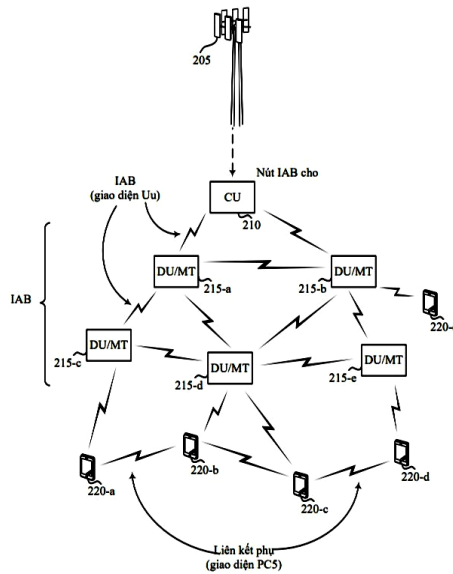 205
IAB
(giao diện Uu)
Nút IAB cho
CU
210
IAB
DU/MT
215-a
DU/MT
215-b
220-
DU/MT
215-c
DU/MT
215-d
DU/MT
215-e
220-a
220-b
220-c
220-d
Liên kết phụ
(giao diện PC5)